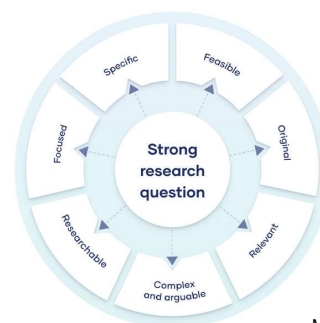 Specific
Feasible
Focused
Strong
research
question
Original
Researchable
Relevant
Complex
and arguable